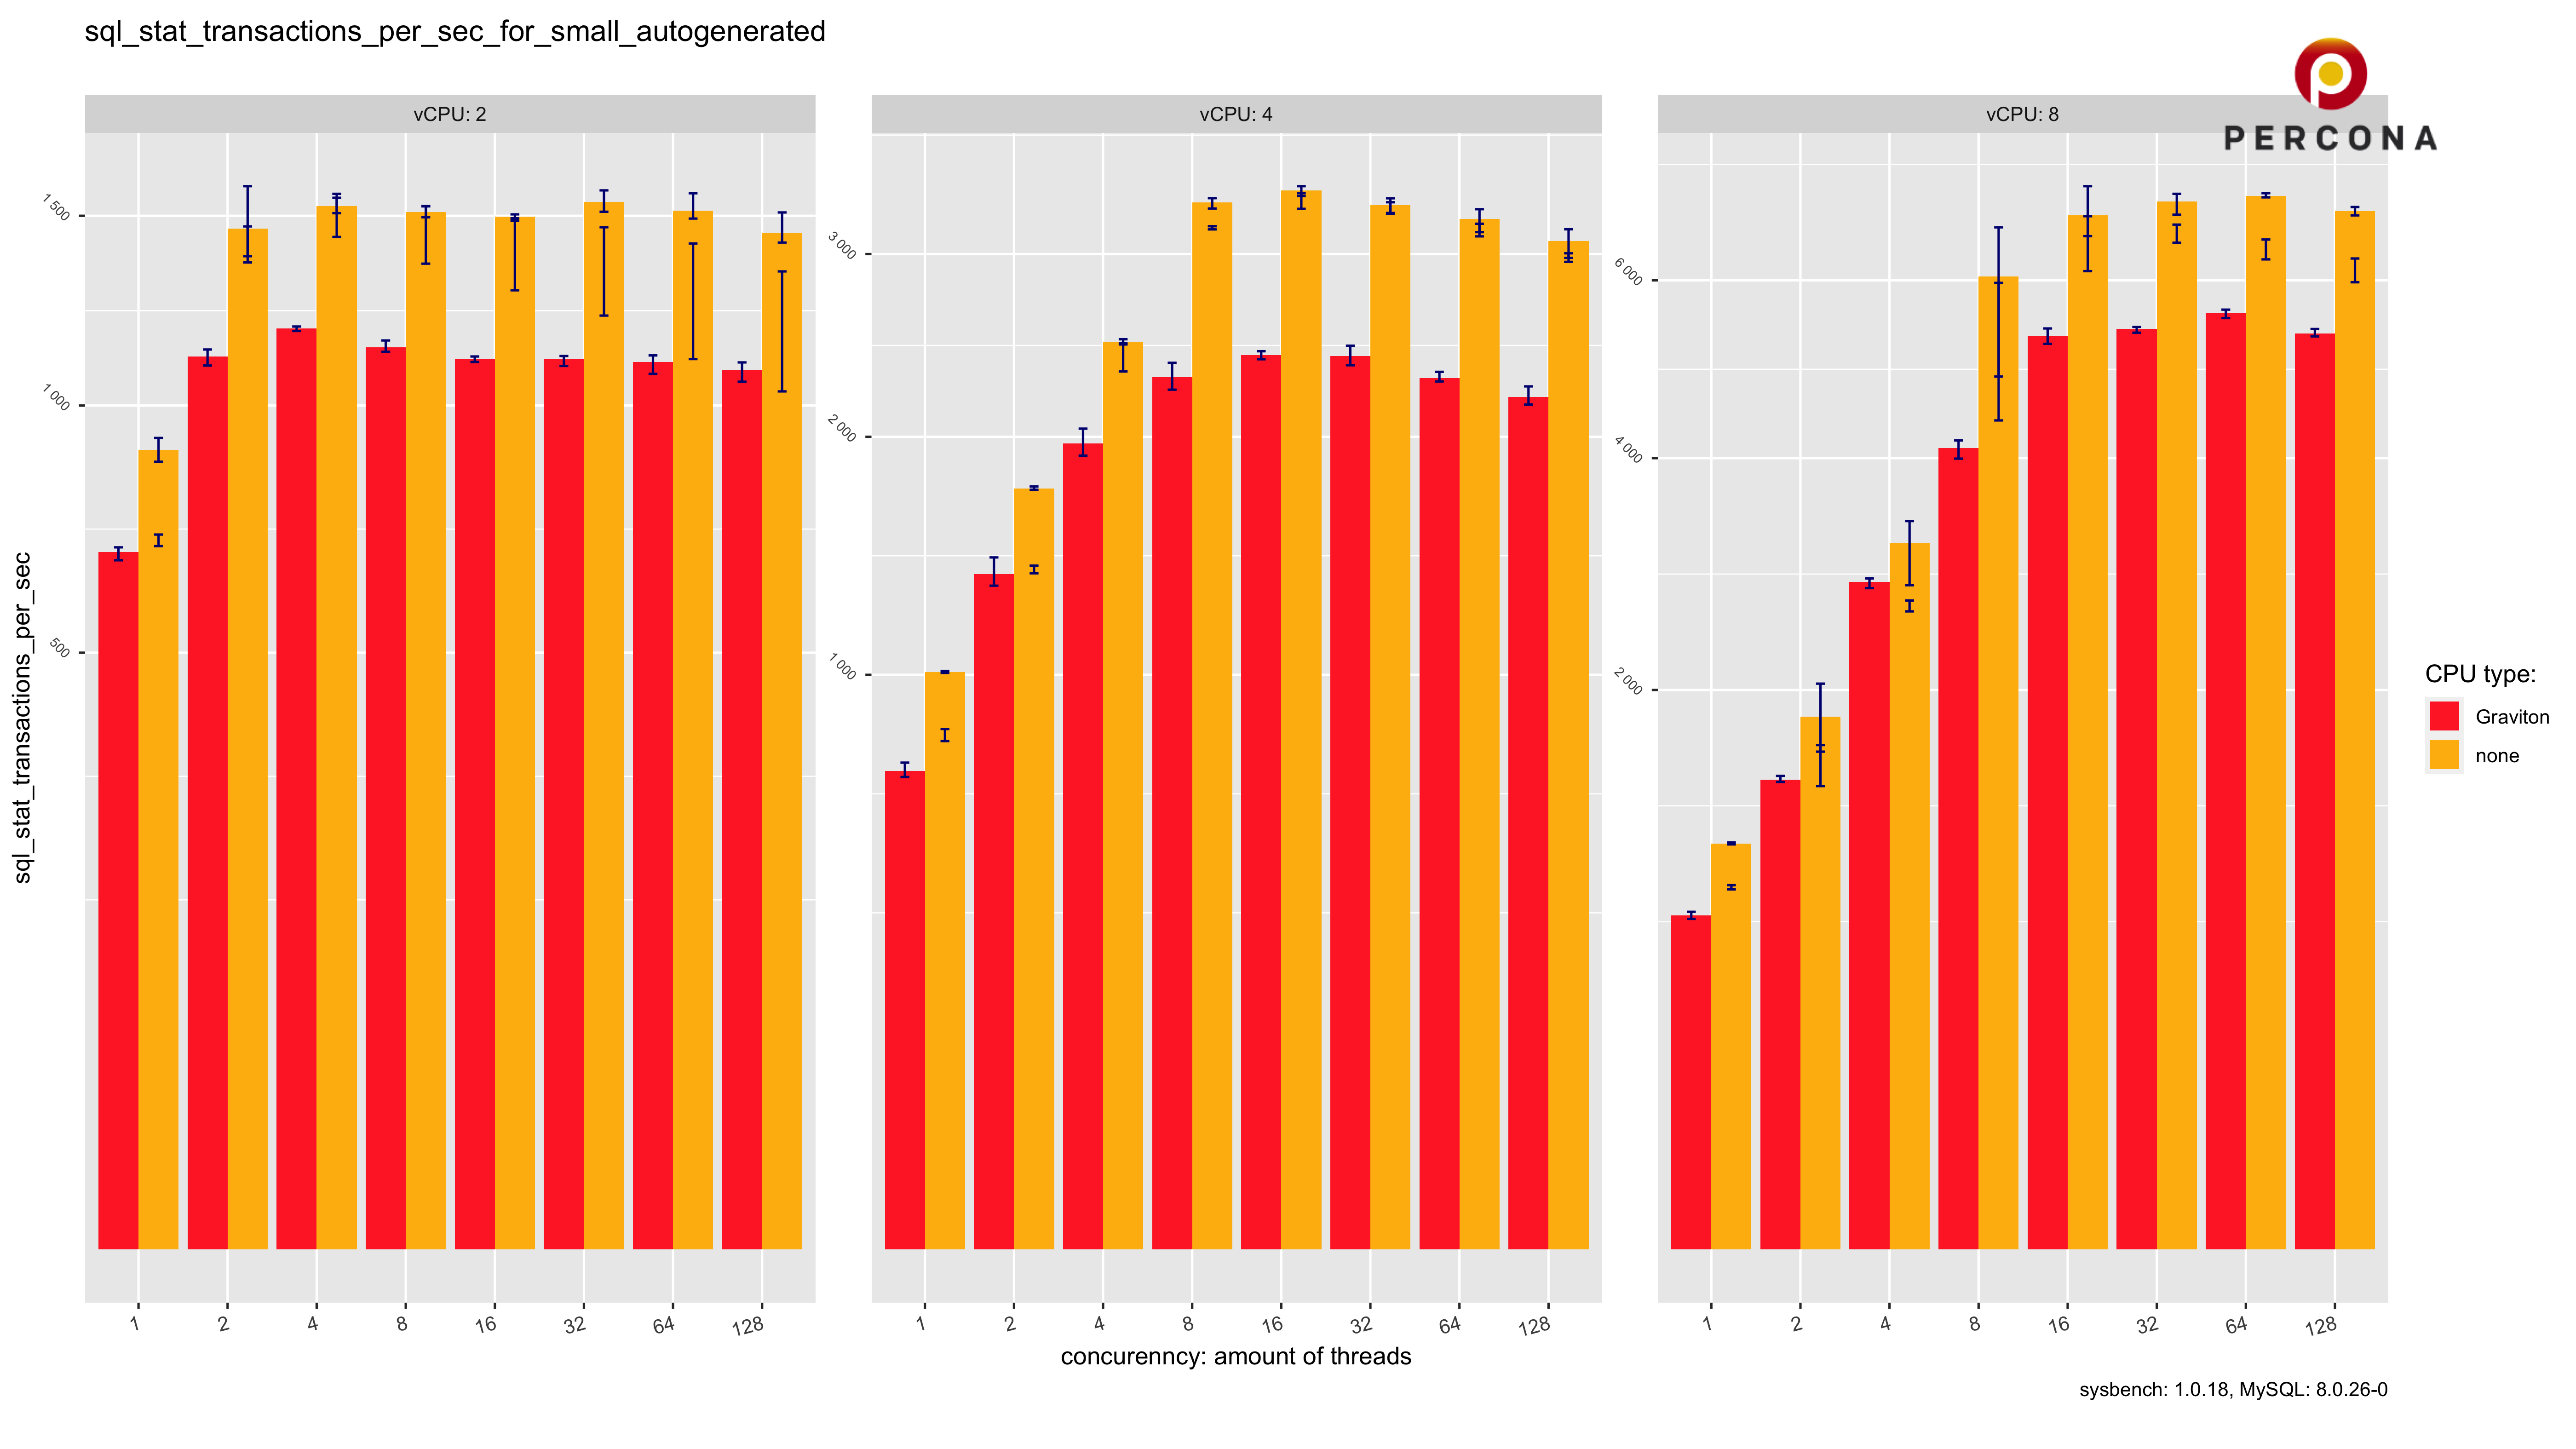 sql_stat_transactions_per_sec_for_small_autogenerated
PERCONA
vCPU: 2
vCPU: 4
vCPU: 8
sql_stat_transactions_per_sec
1 500
1 000
500
3 000
2 000
1 000
6 000
4 000
2 000
1 2 4 8 16 32 64 128
1 2 4 8 16 32 64 128
1 2 4 8 16 32 64 128
concurenncy: amount of threads
CPU type:
Graviton
none
sysbench: 1.0.18, MySQL: 8.0.26-0